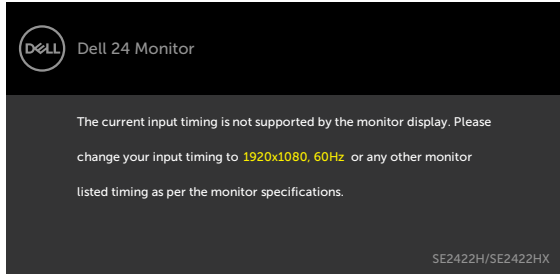 DELL
Dell 24 Monitor
The current input timing is not supported by the monitor display. Please
change your input timing to 1920x1080, 60Hz or any other monitor
listed timing as per the monitor specifications.
SE2422H/SE2422HX